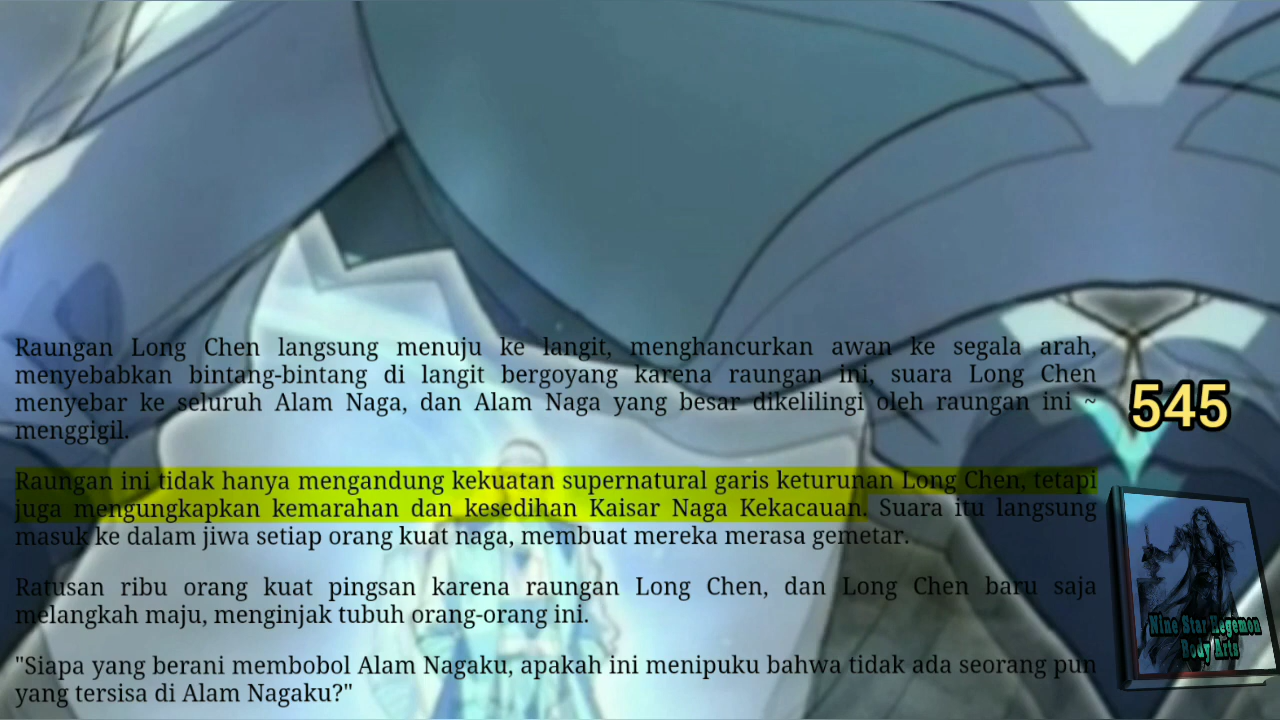 Raungan Long Chen langsung menuju ke langit, menghancurkan awan ke segala arah,
menyebabkan bintang-bintang di langit bergoyang karena raungan ini, suara Long Chen
menyebar ke seluruh Alam Naga, dan Alam Naga yang besar dikelilingi oleh raungan ini ~
menggigil.
Raungan ini tidak hanya mengandung kekuatan supernatural garis keturunan Long Chen, tetapi
juga mengungkapkan kemarahan dan kesedihan Kaisar Naga Kekacauan. Suara itu langsung
masuk ke dalam jiwa setiap orang kuat naga, membuat mereka merasa gemetar.
Ratusan ribu orang kuat pingsan karena raungan Long Chen, dan Long Chen baru saja
melangkah maju, menginjak tubuh orang-orang ini.
"Siapa yang berani membobol Alam Nagaku, apakah ini menipuku bahwa tidak ada seorang pun
yang tersisa di Alam Nagaku?"
545
Nine Star Hegemon
Body Arts